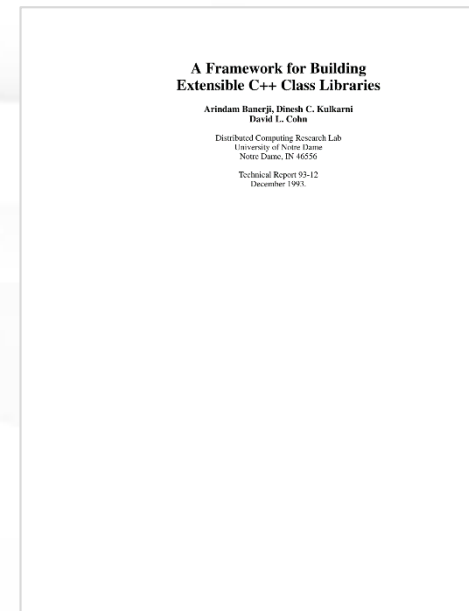 A Framework for Building
Extensible C++ Class Libraries
Arindam Banerji, Dinesh C. Kulkarni
David L. Cohn
Distributed Computing Research Lab
University of Notre Dame
Notre Dame, IN 46556
Technical Report 93-12
December 1993.